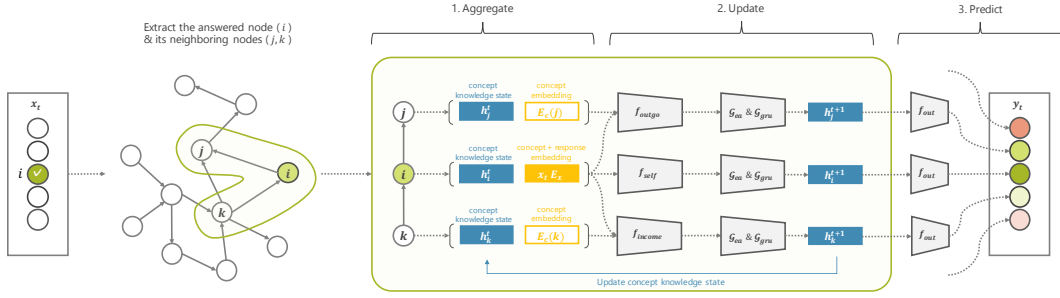 1. Aggregate
2. Update
3. Predict
Extract the answered node (i)
& its neighboring nodes (j, k)
x_t
i
j
i
k
concept
knowledge state
concept
embedding
j
h_j^t
E_c(j)
f_outgo
𝒢_ea & 𝒢_gru
h_j^{t+1}
f_out
concept
knowledge state
concept + response
embedding
i
h_i^t
x_t E_x
f_self
𝒢_ea & 𝒢_gru
h_i^{t+1}
f_out
concept
knowledge state
concept
embedding
k
h_k^t
E_c(k)
f_income
𝒢_ea & 𝒢_gru
h_k^{t+1}
f_out
y_t
Update concept knowledge state